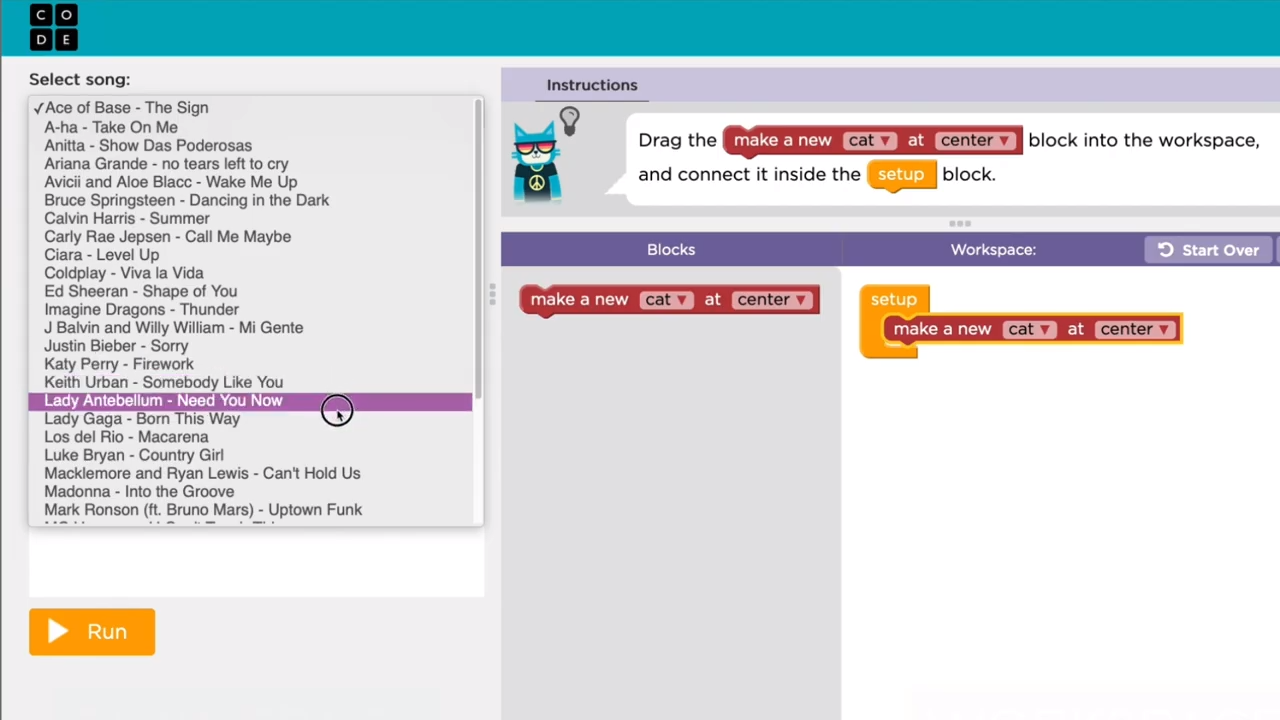 C O
D E
Select song:
✓Ace of Base - The Sign
A-ha - Take On Me
Anitta - Show Das Poderosas
Ariana Grande - no tears left to cry
Avicii and Aloe Blacc - Wake Me Up
Bruce Springsteen - Dancing in the Dark
Calvin Harris - Summer
Carly Rae Jepsen - Call Me Maybe
Ciara - Level Up
Coldplay - Viva la Vida
Ed Sheeran - Shape of You
Imagine Dragons - Thunder
J Balvin and Willy William - Mi Gente
Justin Bieber - Sorry
Katy Perry - Firework
Keith Urban - Somebody Like You
Lady Antebellum - Need You Now
Lady Gaga - Born This Way
Los del Rio - Macarena
Luke Bryan - Country Girl
Macklemore and Ryan Lewis - Can't Hold Us
Madonna - Into the Groove
Mark Ronson (ft. Bruno Mars) - Uptown Funk
Run
Instructions
Drag the make a new cat ▼ at center ▼ block into the workspace,
and connect it inside the setup block.
Blocks
Workspace:
Start Over
make a new cat ▼ at center ▼
setup
make a new cat ▼ at center ▼